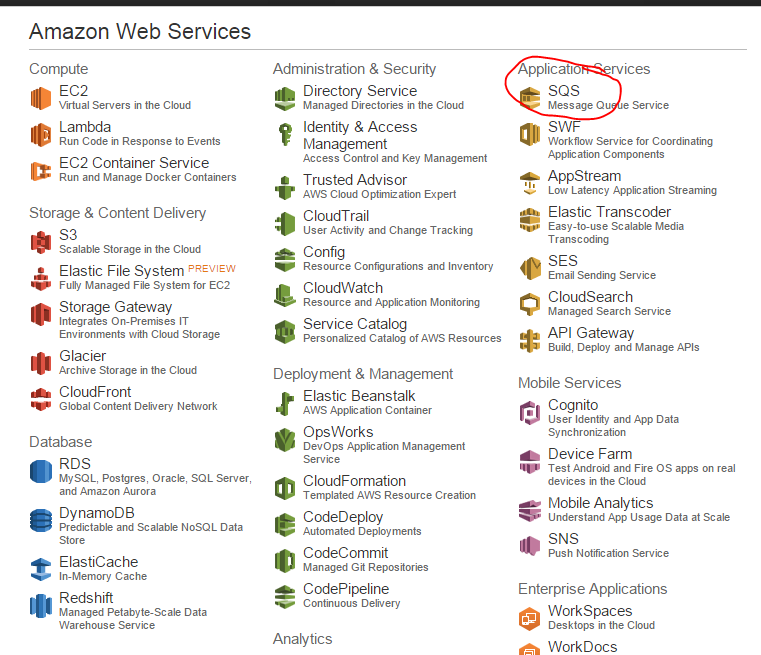 Amazon Web Services
Compute
EC2
Virtual Servers in the Cloud
Lambda
Run Code in Response to Events
EC2 Container Service
Run and Manage Docker Containers
Storage & Content Delivery
S3
Scalable Storage in the Cloud
Elastic File System PREVIEW
Fully Managed File System for EC2
Storage Gateway
Integrates On-Premises IT
Environments with Cloud Storage
Glacier
Archive Storage in the Cloud
CloudFront
Global Content Delivery Network
Database
RDS
MySQL, Postgres, Oracle, SQL Server,
and Amazon Aurora
DynamoDB
Predictable and Scalable NoSQL Data
Store
ElastiCache
In-Memory Cache
Redshift
Managed Petabyte-Scale Data
Warehouse Service
Administration & Security
Directory Service
Managed Directories in the Cloud
Identity & Access
Management
Access Control and Key Management
Trusted Advisor
AWS Cloud Optimization Expert
CloudTrail
User Activity and Change Tracking
Config
Resource Configurations and Inventory
CloudWatch
Resource and Application Monitoring
Service Catalog
Personalized Catalog of AWS Resources
Deployment & Management
Elastic Beanstalk
AWS Application Container
OpsWorks
DevOps Application Management
Service
CloudFormation
Templated AWS Resource Creation
CodeDeploy
Automated Deployments
CodeCommit
Managed Git Repositories
CodePipeline
Continuous Delivery
Analytics
Application Services
SQS
Message Queue Service
SWF
Workflow Service for Coordinating
Application Components
AppStream
Low Latency Application Streaming
Elastic Transcoder
Easy-to-use Scalable Media
Transcoding
SES
Email Sending Service
CloudSearch
Managed Search Service
API Gateway
Build, Deploy and Manage APIs
Mobile Services
Cognito
User Identity and App Data
Synchronization
Device Farm
Test Android and Fire OS apps on real
devices in the Cloud
Mobile Analytics
Understand App Usage Data at Scale
SNS
Push Notification Service
Enterprise Applications
WorkSpaces
Desktops in the Cloud
WorkDocs